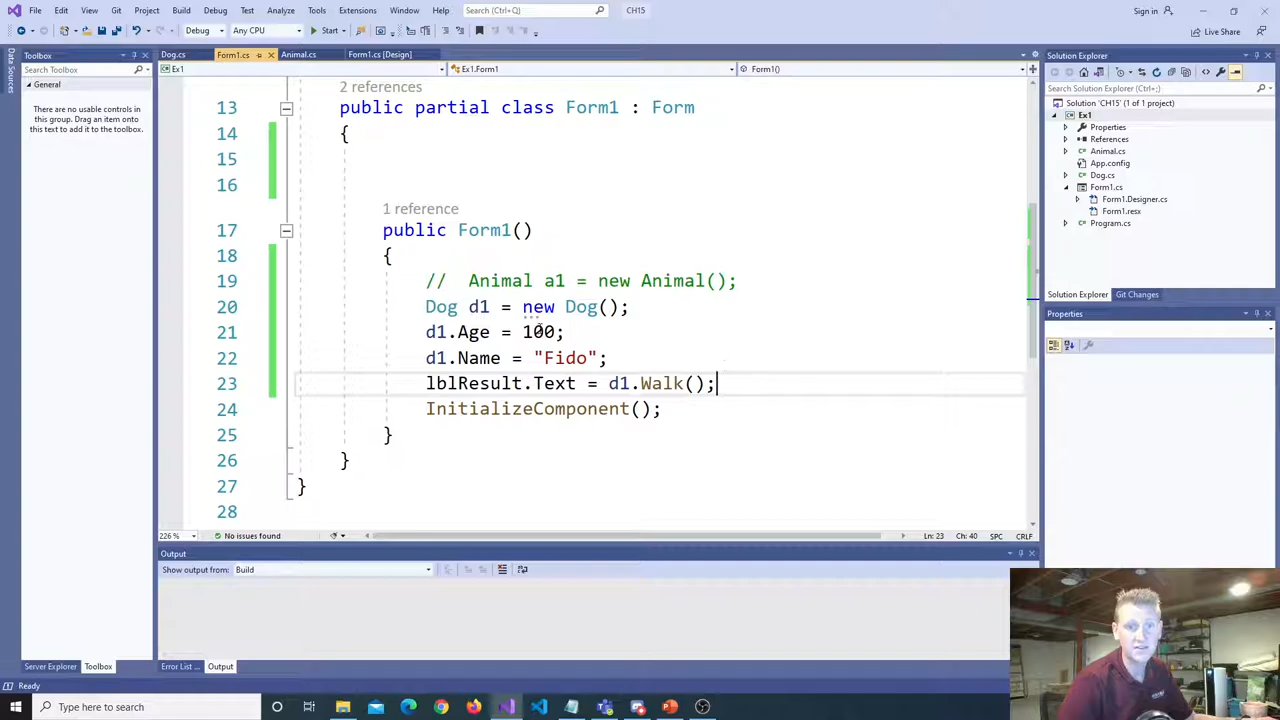 File Edit View Git Project Build Debug Test Analyze Tools Extensions Window Help Search (Ctrl+Q) CH15 Sign in
Debug Any CPU Start Live Share
Data Sources
Toolbox
Search Toolbox
General
There are no usable controls in
this group. Drag an item onto
this text to add it to the toolbox.
Server Explorer Toolbox
Dog.cs Form1.cs Animal.cs Form1.cs [Design]
Ex1 Ex1.Form1 Form1()
2 references
13 public partial class Form1 : Form
14 {
15
16
1 reference
17 public Form1()
18 {
19 // Animal a1 = new Animal();
20 Dog d1 = new Dog();
21 d1.Age = 100;
22 d1.Name = "Fido";
23 lblResult.Text = d1.Walk();
24 InitializeComponent();
25 }
26 }
27 }
28
226 % No issues found Ln: 23 Ch: 40 SPC CRLF
Output
Show output from: Build
Error List ... Output
Solution Explorer
Search Solution Explorer (Ctrl+;)
Solution 'CH15' (1 of 1 project)
Ex1
Properties
References
Animal.cs
App.config
Dog.cs
Form1.cs
Form1.Designer.cs
Form1.resx
Program.cs
Solution Explorer Git Changes
Properties
Ready
Type here to search